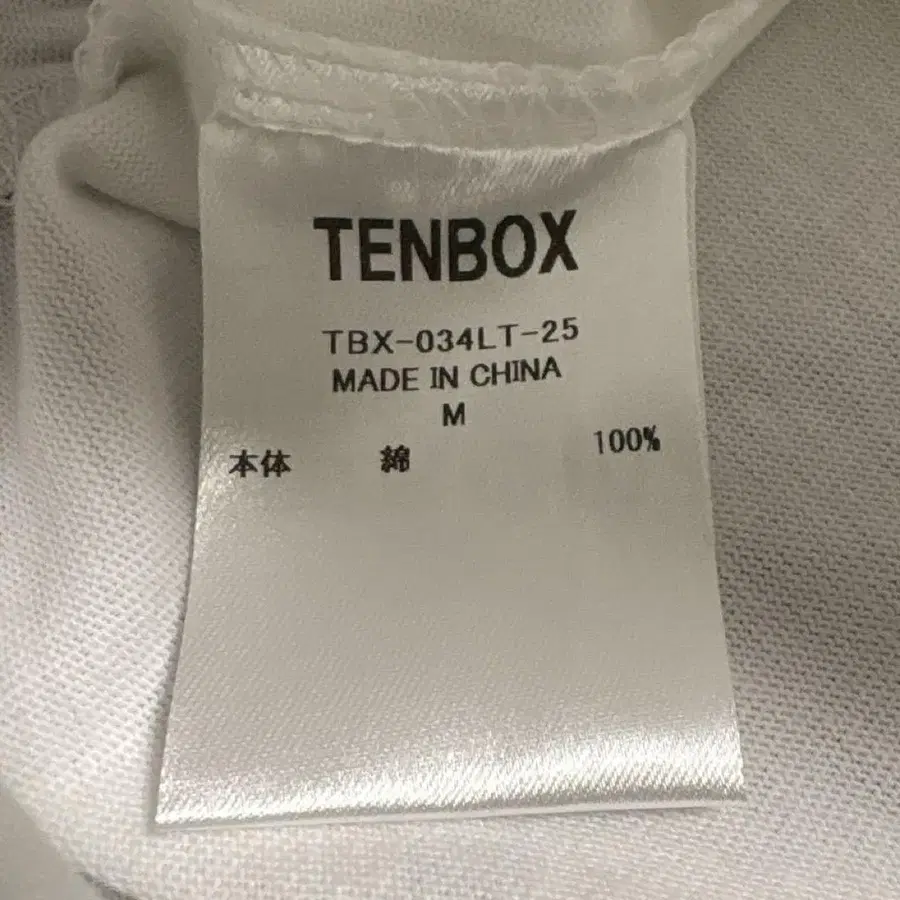 TENBOX
TBX-034LT-25
MADE IN CHINA
M
本体 綿 100%